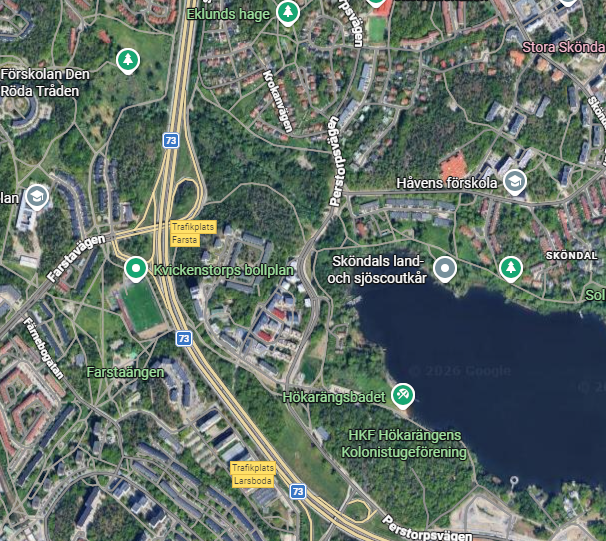 Eklunds hage
Perstorpsvägen
Stora Skönda
Förskolan Den
Röda Tråden
Krokanvägen
73
Perstorpsvägen
Håvens förskola
lan
Trafikplats
Farsta
Farstavägen
Kvickenstorps bollplan
Sköndals land-
och sjöscoutkår
SKÖNDAL
Sol
73
Färnebogatan
Farstaängen
© 2026 Google
Hökarängsbadet
HKF Hökarängens
Kolonistugeförening
Trafikplats
Larsboda
73
Perstorpsvägen